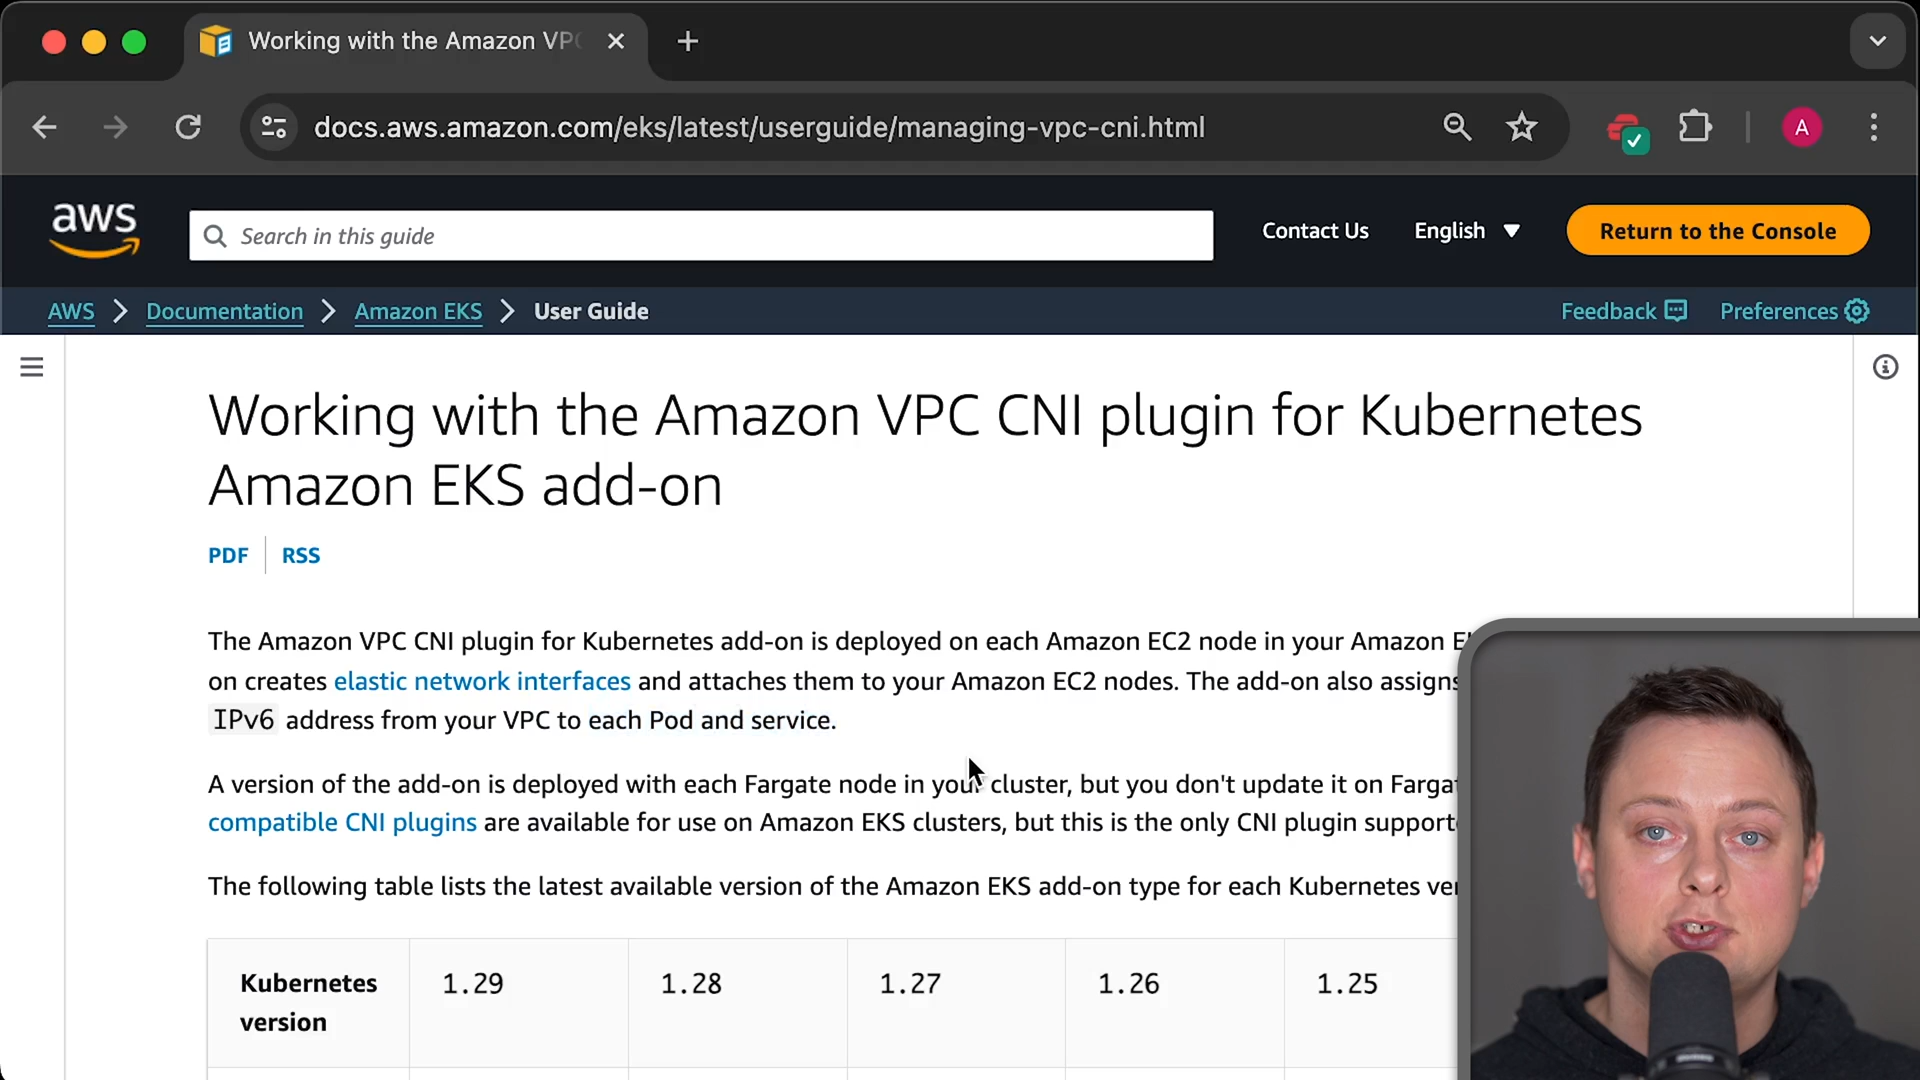 Working with the Amazon VP
docs.aws.amazon.com/eks/latest/userguide/managing-vpc-cni.html
A
aws
Search in this guide
Contact Us
English
Return to the Console
AWS > Documentation > Amazon EKS > User Guide
Feedback
Preferences
Working with the Amazon VPC CNI plugin for Kubernetes
Amazon EKS add-on
PDF
RSS
The Amazon VPC CNI plugin for Kubernetes add-on is deployed on each Amazon EC2 node in your Amazon
on creates elastic network interfaces and attaches them to your Amazon EC2 nodes. The add-on also assigns
IPv6 address from your VPC to each Pod and service.
A version of the add-on is deployed with each Fargate node in your cluster, but you don't update it on
compatible CNI plugins are available for use on Amazon EKS clusters, but this is the only CNI plugin
The following table lists the latest available version of the Amazon EKS add-on type for each Kubernetes
Kubernetes
version
1.29
1.28
1.27
1.26
1.25